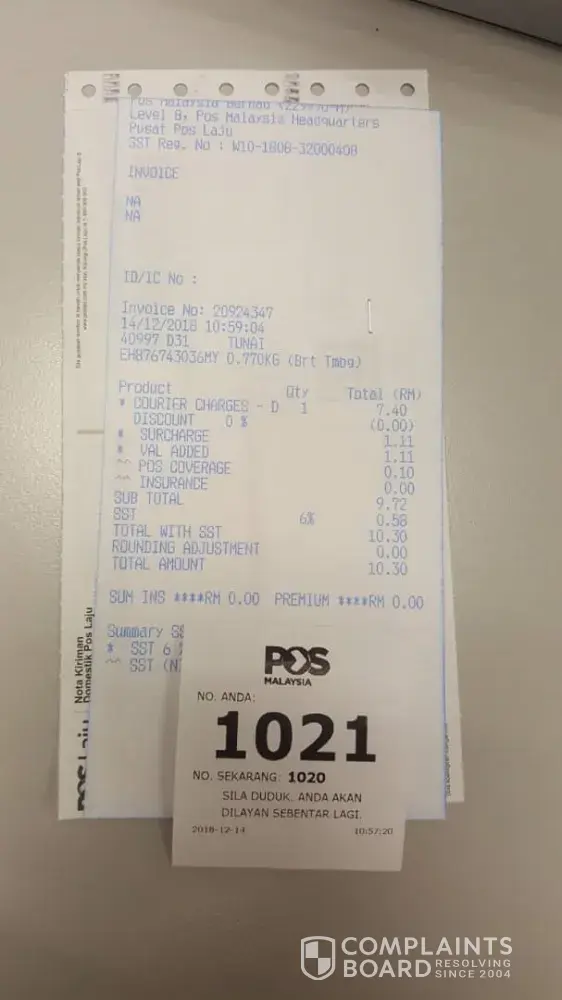 Pos Malaysia Berhad
Level 8, Pos Malaysia Headquarters
Pusat Pos Laju
SST Reg. No : W10-1808-32000408
INVOICE
NA
NA
ID/IC No :
Invoice No: 20924347
14/12/2018 10:59:04
40997 D31 TUNAI
EH876743036MY 0.770KG (Brt Tmbg)
Product Qty Total (RM)
* COURIER CHARGES - D 1 7.40
DISCOUNT 0 % (0.00)
* SURCHARGE 1.11
* VAL ADDED 1.11
^^ POS COVERAGE 0.10
^^ INSURANCE 0.00
SUB TOTAL 9.72
SST 6% 0.58
TOTAL WITH SST 10.30
ROUNDING ADJUSTMENT 0.00
TOTAL AMOUNT 10.30
SUM INS ****RM 0.00 PREMIUM ****RM 0.00
Summary
* SST 6
^^ SST
Nota Kiriman
Domestik Pos Laju
POS MALAYSIA
NO. ANDA:
1021
NO. SEKARANG: 1020
SILA DUDUK. ANDA AKAN
DILAYAN SEBENTAR LAGI.
2018-12-14 10:57:20
COMPLAINTS
BOARD RESOLVING
SINCE 2004